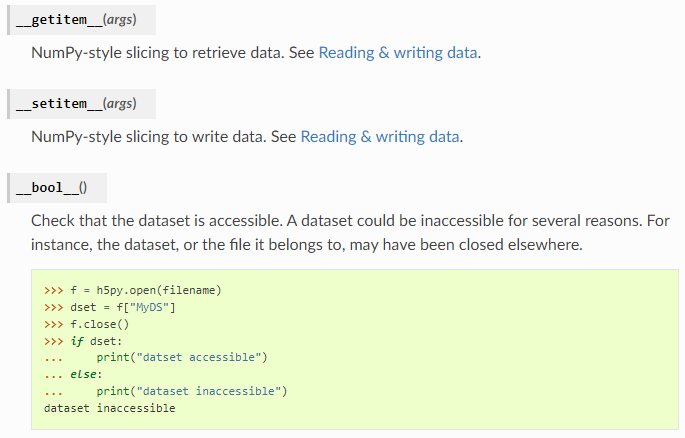 __getitem__(args)
NumPy-style slicing to retrieve data. See Reading & writing data.
__setitem__(args)
NumPy-style slicing to write data. See Reading & writing data.
__bool__()
Check that the dataset is accessible. A dataset could be inaccessible for several reasons. For
instance, the dataset, or the file it belongs to, may have been closed elsewhere.
>>> f = h5py.open(filename)
>>> dset = f["MyDS"]
>>> f.close()
>>> if dset:
...     print("datset accessible")
... else:
...     print("dataset inaccessible")
dataset inaccessible